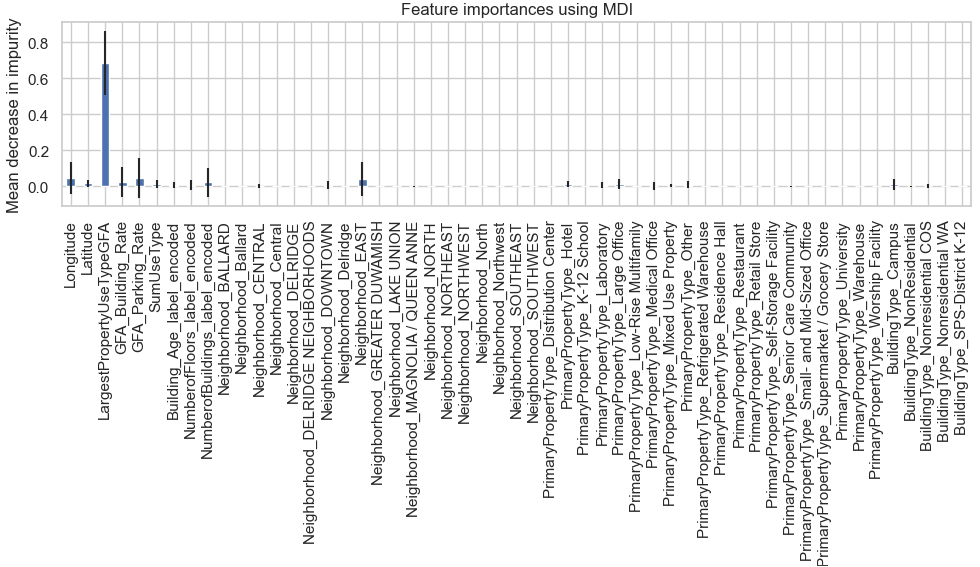 Feature importances using MDI
Mean decrease in impurity
0.8
0.6
0.4
0.2
0.0
Longitude
Latitude
LargestPropertyUseTypeGFA
GFA_Building_Rate
GFA_Parking_Rate
SumUseType
Building_Age_label_encoded
NumberofFloors_label_encoded
NumberofBuildings_label_encoded
Neighborhood_BALLARD
Neighborhood_Ballard
Neighborhood_CENTRAL
Neighborhood_Central
Neighborhood_DELRIDGE
Neighborhood_DELRIDGE NEIGHBORHOODS
Neighborhood_DOWNTOWN
Neighborhood_Delridge
Neighborhood_EAST
Neighborhood_GREATER DUWAMISH
Neighborhood_LAKE UNION
Neighborhood_MAGNOLIA / QUEEN ANNE
Neighborhood_NORTH
Neighborhood_NORTHEAST
Neighborhood_NORTHWEST
Neighborhood_North
Neighborhood_Northwest
Neighborhood_SOUTHEAST
Neighborhood_SOUTHWEST
PrimaryPropertyType_Distribution Center
PrimaryPropertyType_Hotel
PrimaryPropertyType_K-12 School
PrimaryPropertyType_Laboratory
PrimaryPropertyType_Large Office
PrimaryPropertyType_Low-Rise Multifamily
PrimaryPropertyType_Medical Office
PrimaryPropertyType_Mixed Use Property
PrimaryPropertyType_Other
PrimaryPropertyType_Refrigerated Warehouse
PrimaryPropertyType_Residence Hall
PrimaryPropertyType_Restaurant
PrimaryPropertyType_Retail Store
PrimaryPropertyType_Self-Storage Facility
PrimaryPropertyType_Senior Care Community
PrimaryPropertyType_Small- and Mid-Sized Office
PrimaryPropertyType_Supermarket / Grocery Store
PrimaryPropertyType_University
PrimaryPropertyType_Warehouse
PrimaryPropertyType_Worship Facility
BuildingType_Campus
BuildingType_NonResidential
BuildingType_Nonresidential COS
BuildingType_Nonresidential WA
BuildingType_SPS-District K-12